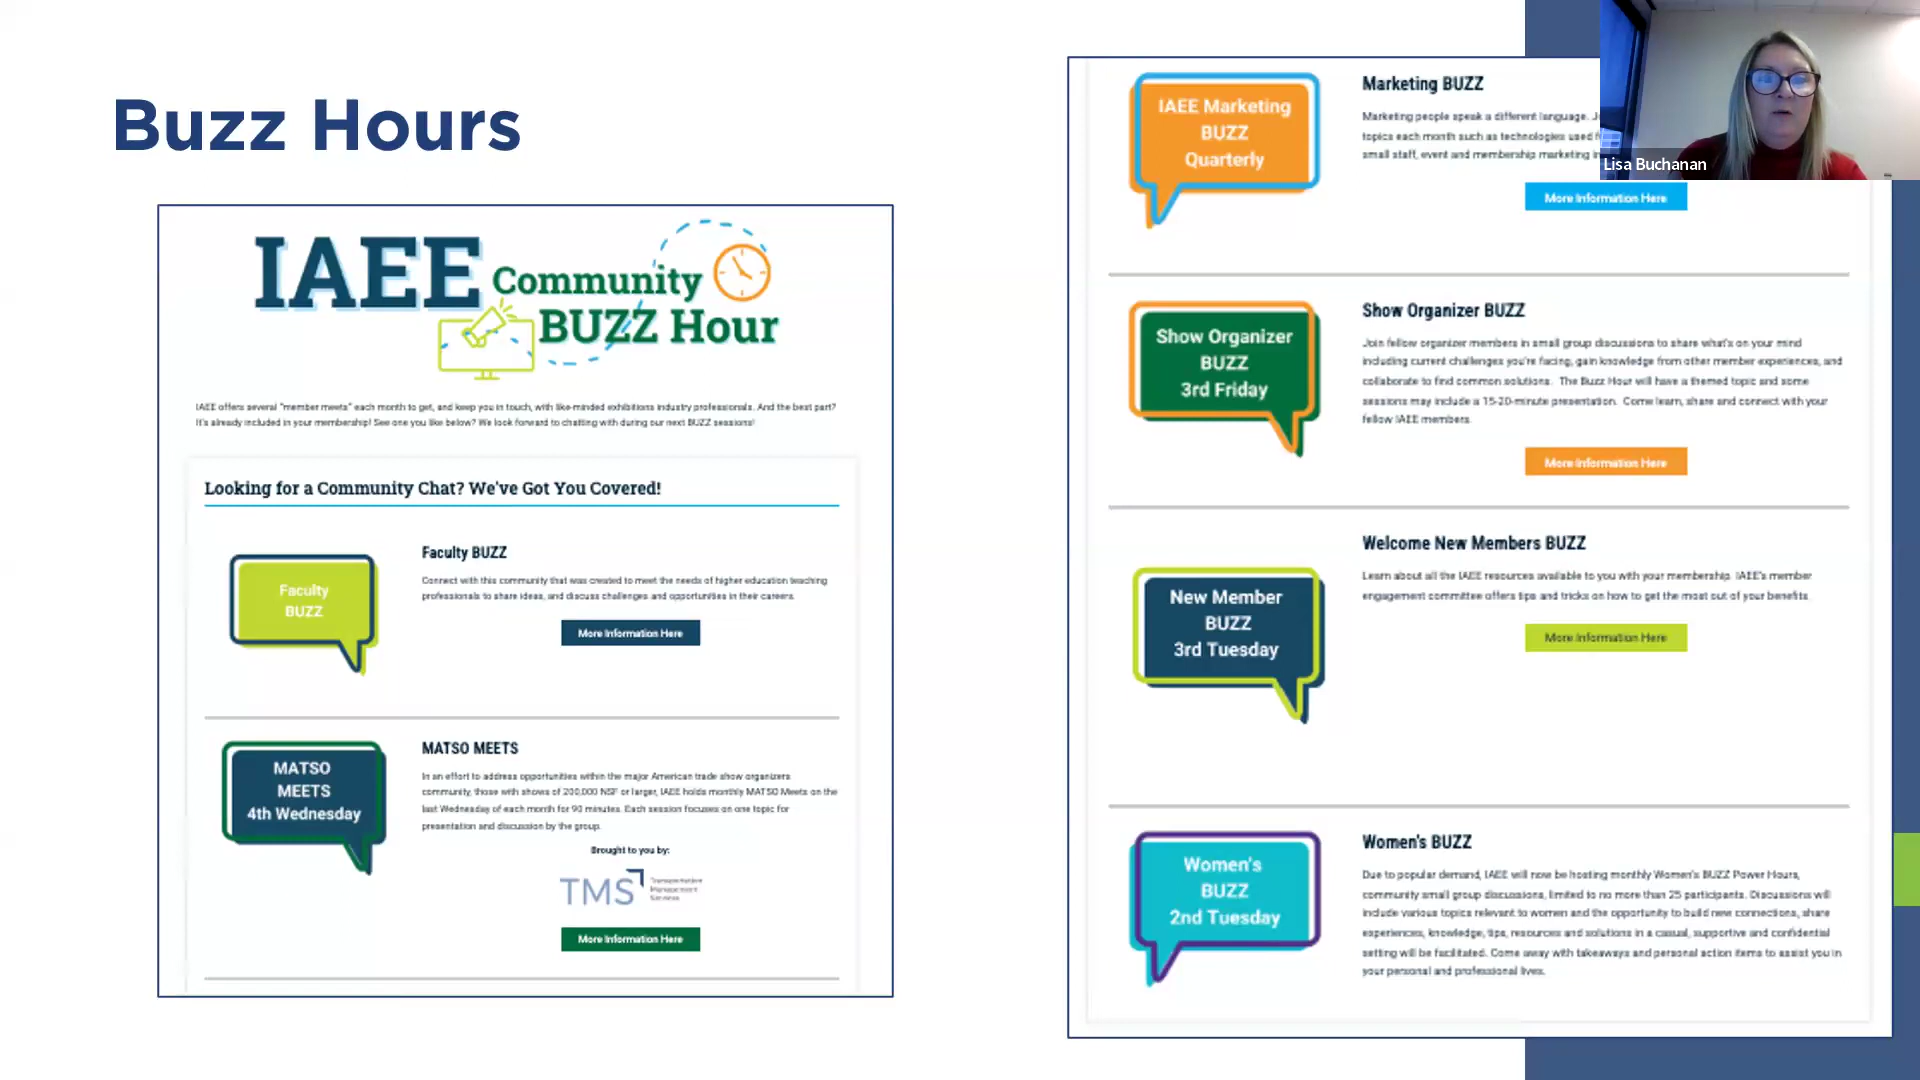 Buzz Hours
IAEE Community
BUZZ Hour
IAEE offers several "member meets" each month to get, and keep you in touch, with like-minded exhibitions industry professionals. And the best part?
It's already included in your membership! See one you like below? We look forward to chatting with during our next BUZZ sessions!
Looking for a Community Chat? We've Got You Covered!
Faculty
BUZZ
Faculty BUZZ
Connect with this community that was created to meet the needs of higher education teaching
professionals to share ideas, and discuss challenges and opportunities in their careers.
More Information Here
MATSO
MEETS
4th Wednesday
MATSO MEETS
In an effort to address opportunities within the major American trade show organizers
community, those with shows of 200,000 NSF or larger, IAEE holds monthly MATSO Meets on the
last Wednesday of each month for 90 minutes. Each session focuses on one topic for
presentation and discussion by the group.
Brought to you by:
TMS
Transportation
Management
Services
More Information Here
IAEE Marketing
BUZZ
Quarterly
Marketing BUZZ
Marketing people speak a different language.
topics each month such as technologies used
small staff, event and membership marketing
More Information Here
Show Organizer
BUZZ
3rd Friday
Show Organizer BUZZ
Join fellow organizer members in small group discussions to share what's on your mind
including current challenges you're facing, gain knowledge from other member experiences, and
collaborate to find common solutions. The Buzz Hour will have a themed topic and some
sessions may include a 15-20-minute presentation. Come learn, share and connect with your
fellow IAEE members.
More Information Here
New Member
BUZZ
3rd Tuesday
Welcome New Members BUZZ
Learn about all the IAEE resources available to you with your membership. IAEE's member
engagement committee offers tips and tricks on how to get the most out of your benefits.
More Information Here
Women's
BUZZ
2nd Tuesday
Women's BUZZ
Due to popular demand, IAEE will now be hosting monthly Women's BUZZ Power Hours,
community small group discussions, limited to no more than 25 participants. Discussions will
include various topics relevant to women and the opportunity to build new connections, share
experiences, knowledge, tips, resources and solutions in a casual, supportive and confidential
setting will be facilitated. Come away with takeaways and personal action items to assist you in
your personal and professional lives.
Lisa Buchanan